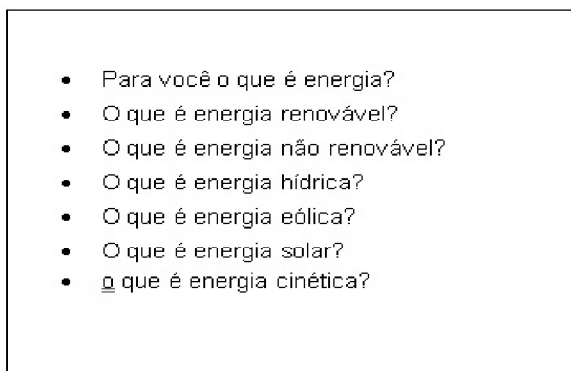 • Para você o que é energia?
• O que é energia renovável?
• O que é energia não renovável?
• O que é energia hídrica?
• O que é energia eólica?
• O que é energia solar?
• o que é energia cinética?